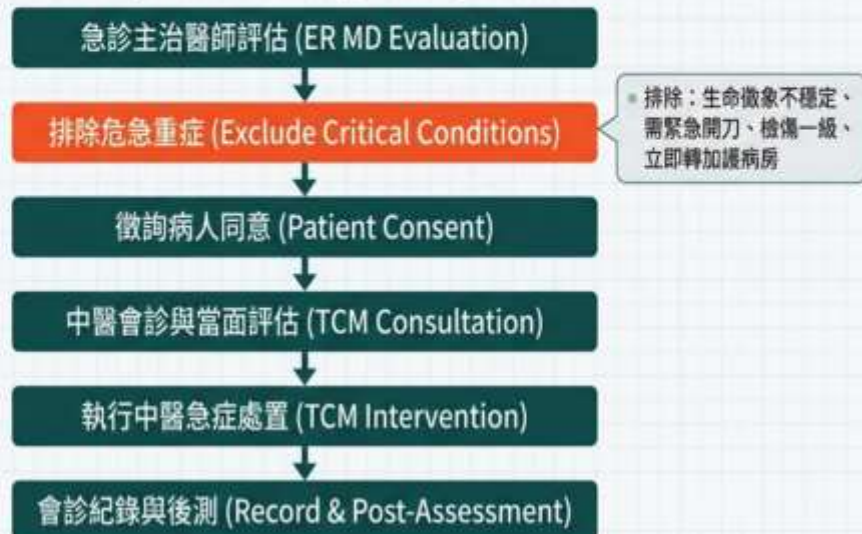 急診主治醫師評估 (ER MD Evaluation)
排除危急重症 (Exclude Critical Conditions)
排除：生命徵象不穩定、
需緊急開刀、檢傷一級、
立即轉加護病房
徵詢病人同意 (Patient Consent)
中醫會診與當面評估 (TCM Consultation)
執行中醫急症處置 (TCM Intervention)
會診紀錄與後測 (Record & Post-Assessment)